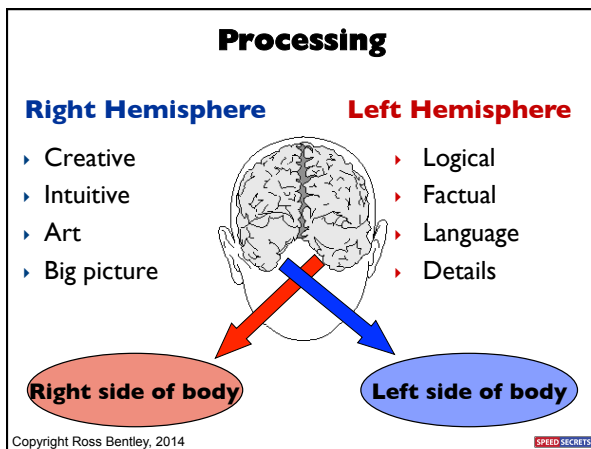 Processing
Right Hemisphere
Creative
Intuitive
Art
Big picture
Left Hemisphere
Logical
Factual
Language
Details
Right side of body
Left side of body
Copyright Ross Bentley, 2014
SPEED SECRETS